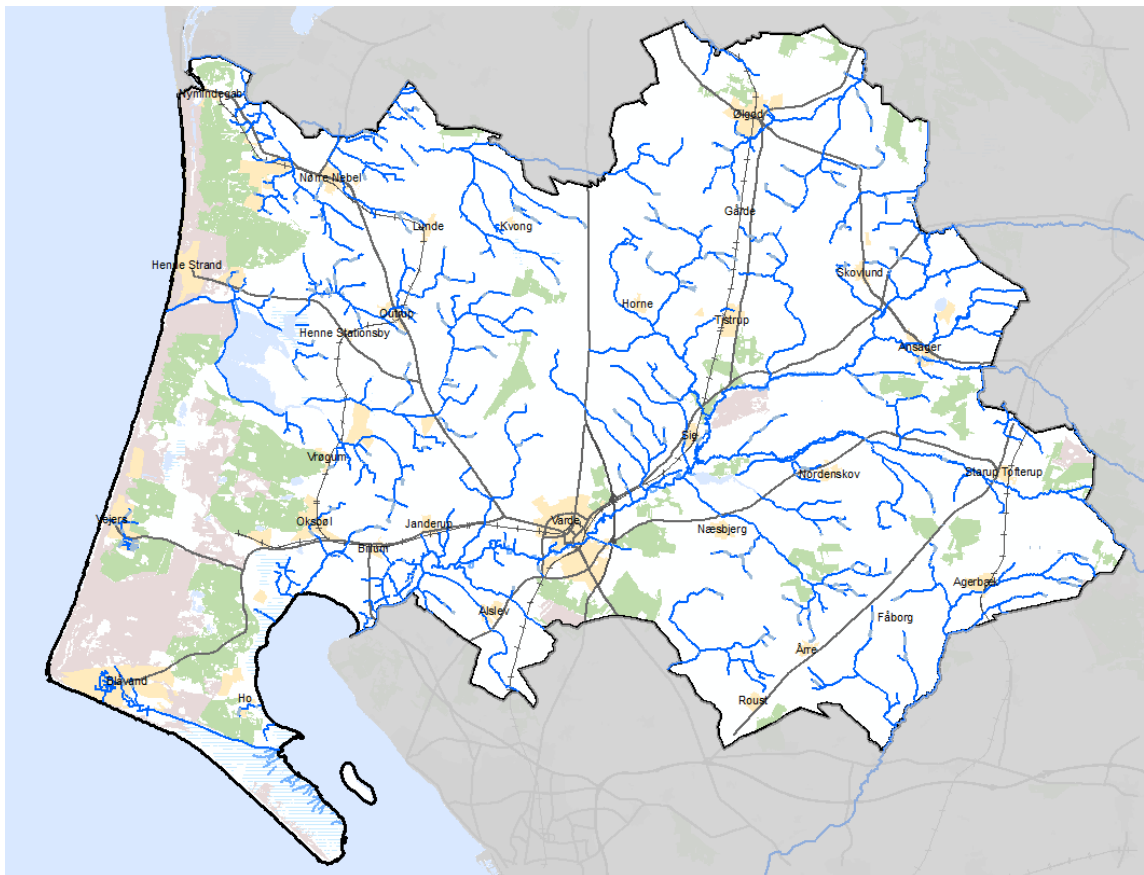 Nymindegab
Ølgod
Nørre Nebel
Gårde
Lunde
Kvong
Henne Strand
Skovlund
Horne
Outrup
Tistrup
Henne Stationsby
Ansager
Sig
Vrøgum
Starup Tofterup
Nordenskov
Vejers
Oksbøl
Janderup
Varde
Næsbjerg
Billum
Agerbæk
Alslev
Fåborg
Årre
Blåvand
Ho
Roust